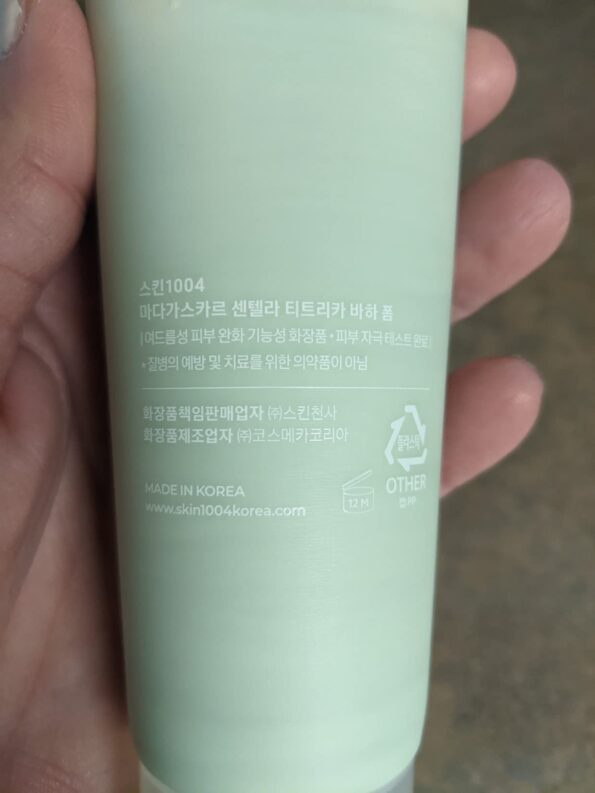 스킨1004
마다가스카르 센텔라 티트리카 바하 폼
|여드름성 피부 완화 기능성 화장품 • 피부 자극 테스트 완료|
* 질병의 예방 및 치료를 위한 의약품이 아님
화장품책임판매업자 ㈜스킨천사
화장품제조업자 ㈜코스메카코리아
플라스틱
OTHER
캡:PP
12 M
MADE IN KOREA
www.skin1004korea.com